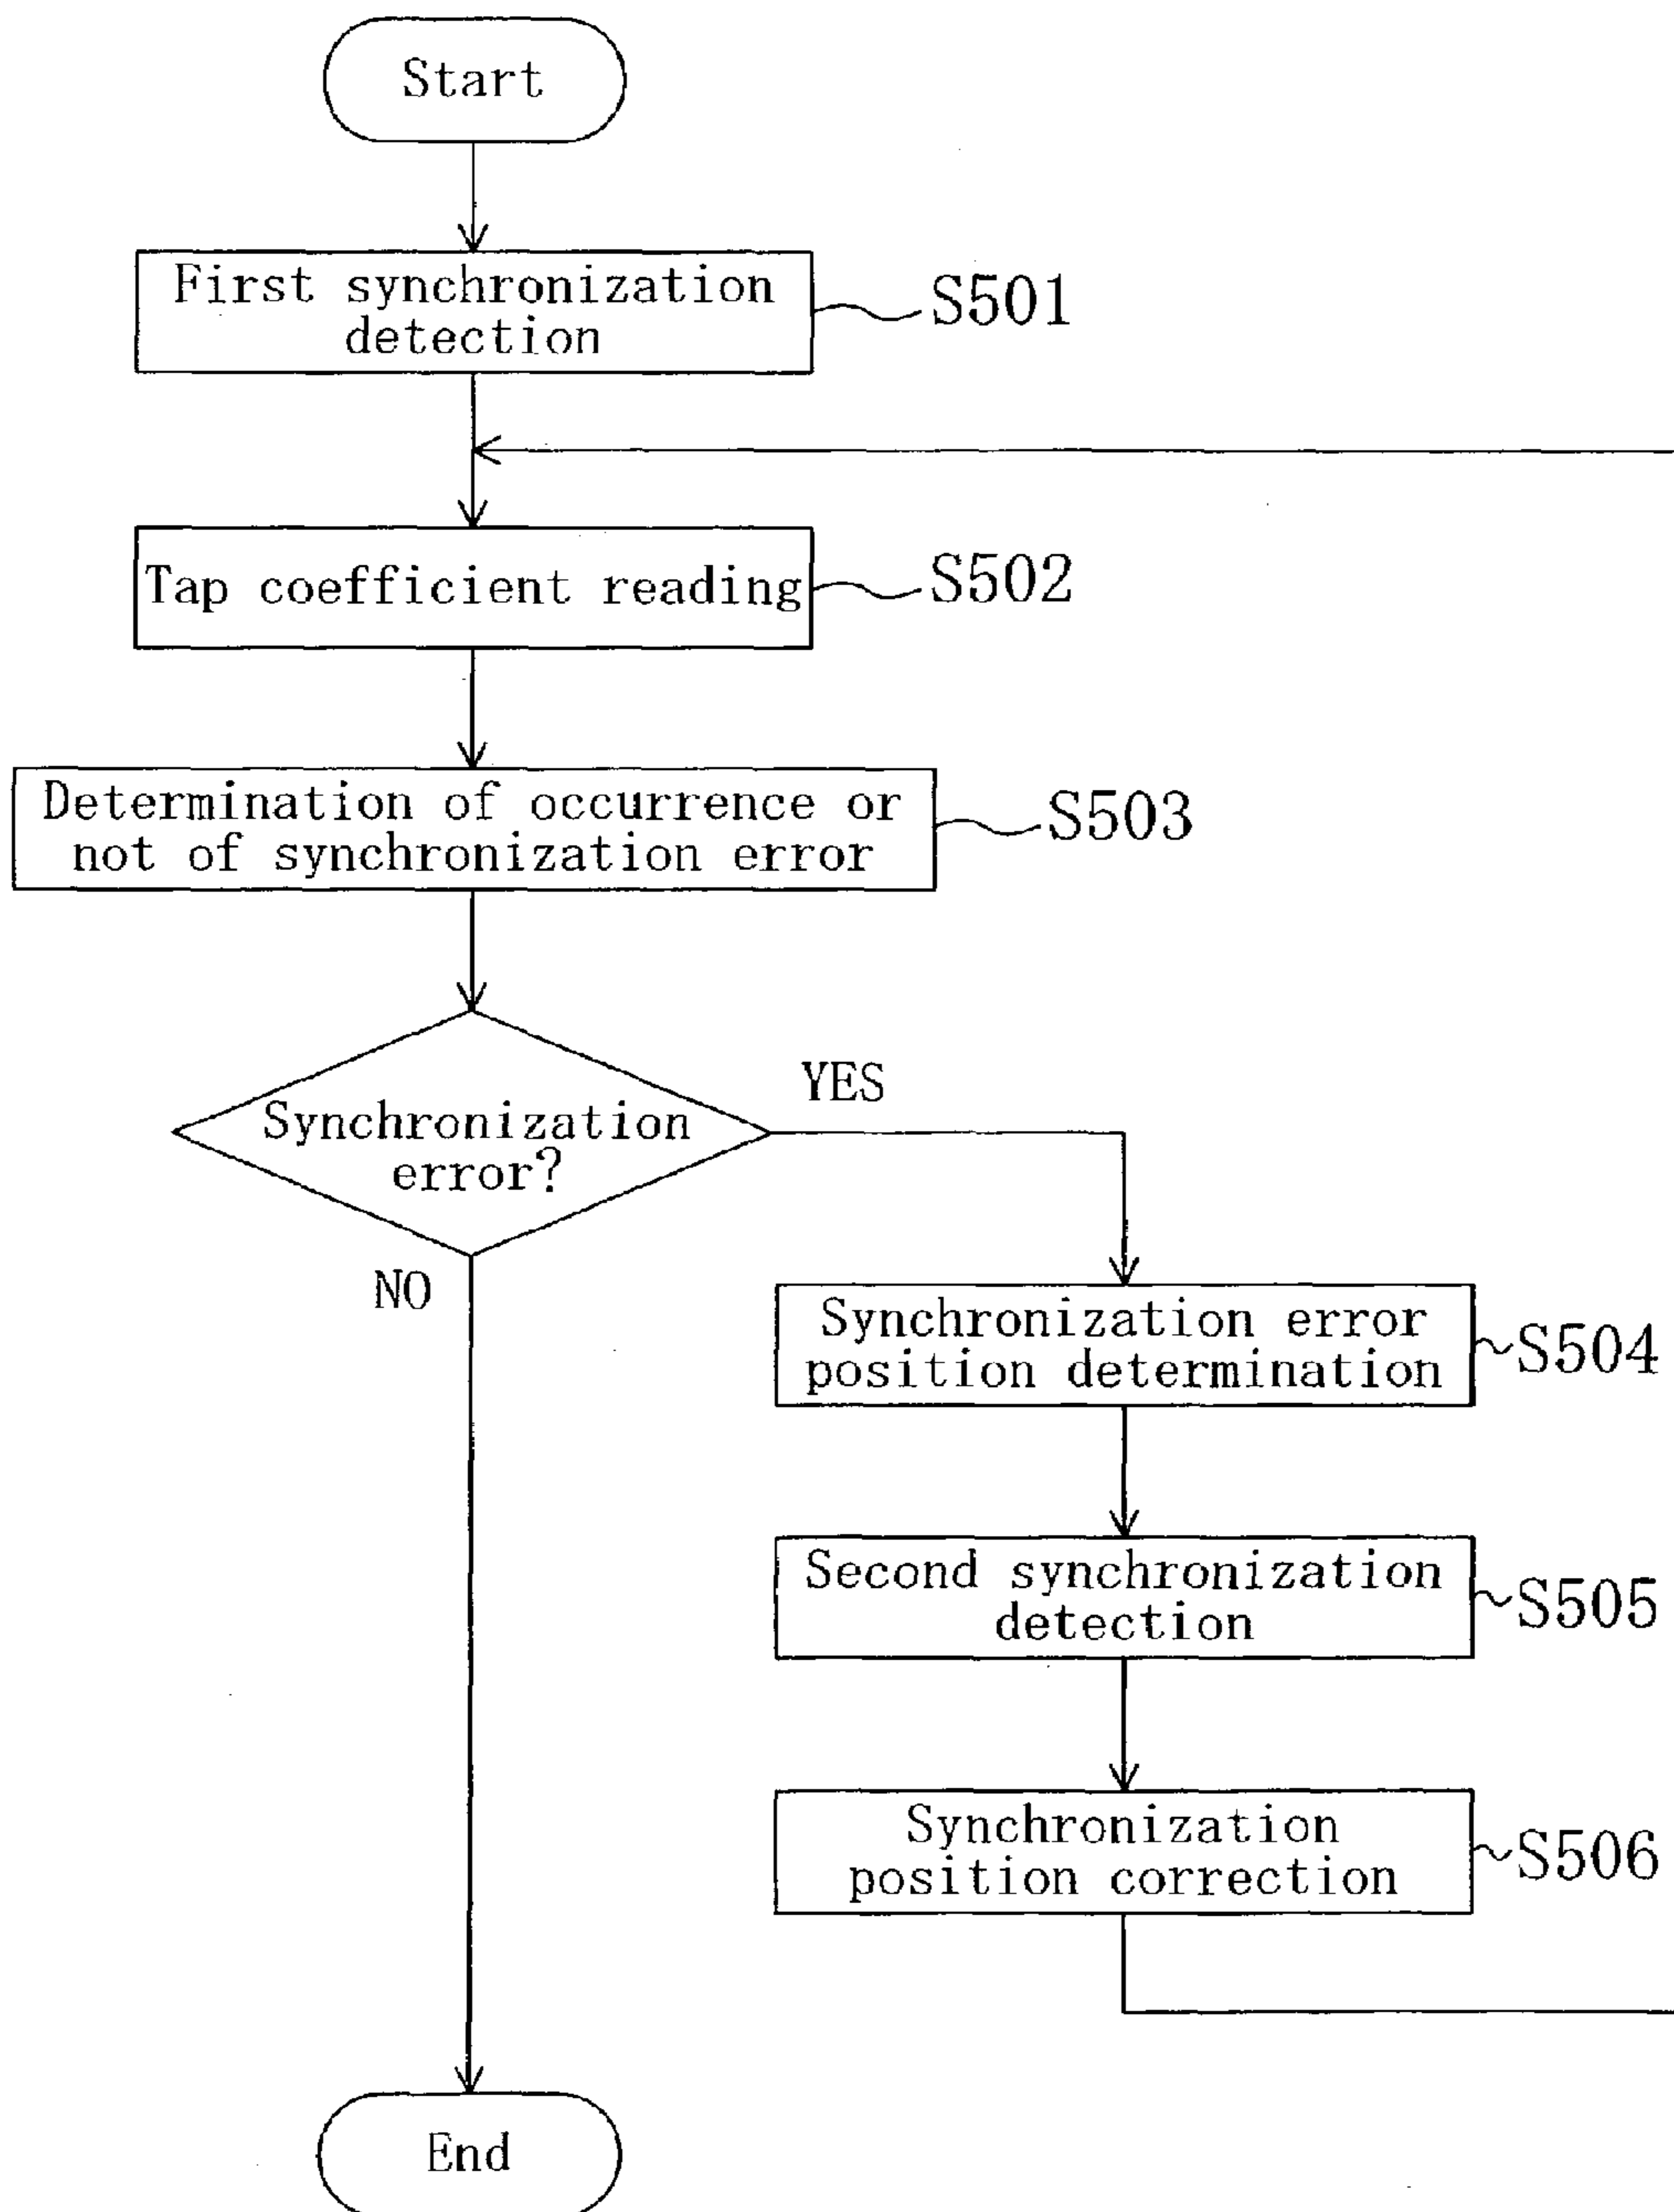 Start
First synchronization
detection
S501
Tap coefficient reading
S502
Determination of occurrence or
not of synchronization error
S503
Synchronization
error?
YES
NO
Synchronization error
position determination
S504
Second synchronization
detection
S505
Synchronization
position correction
S506
End